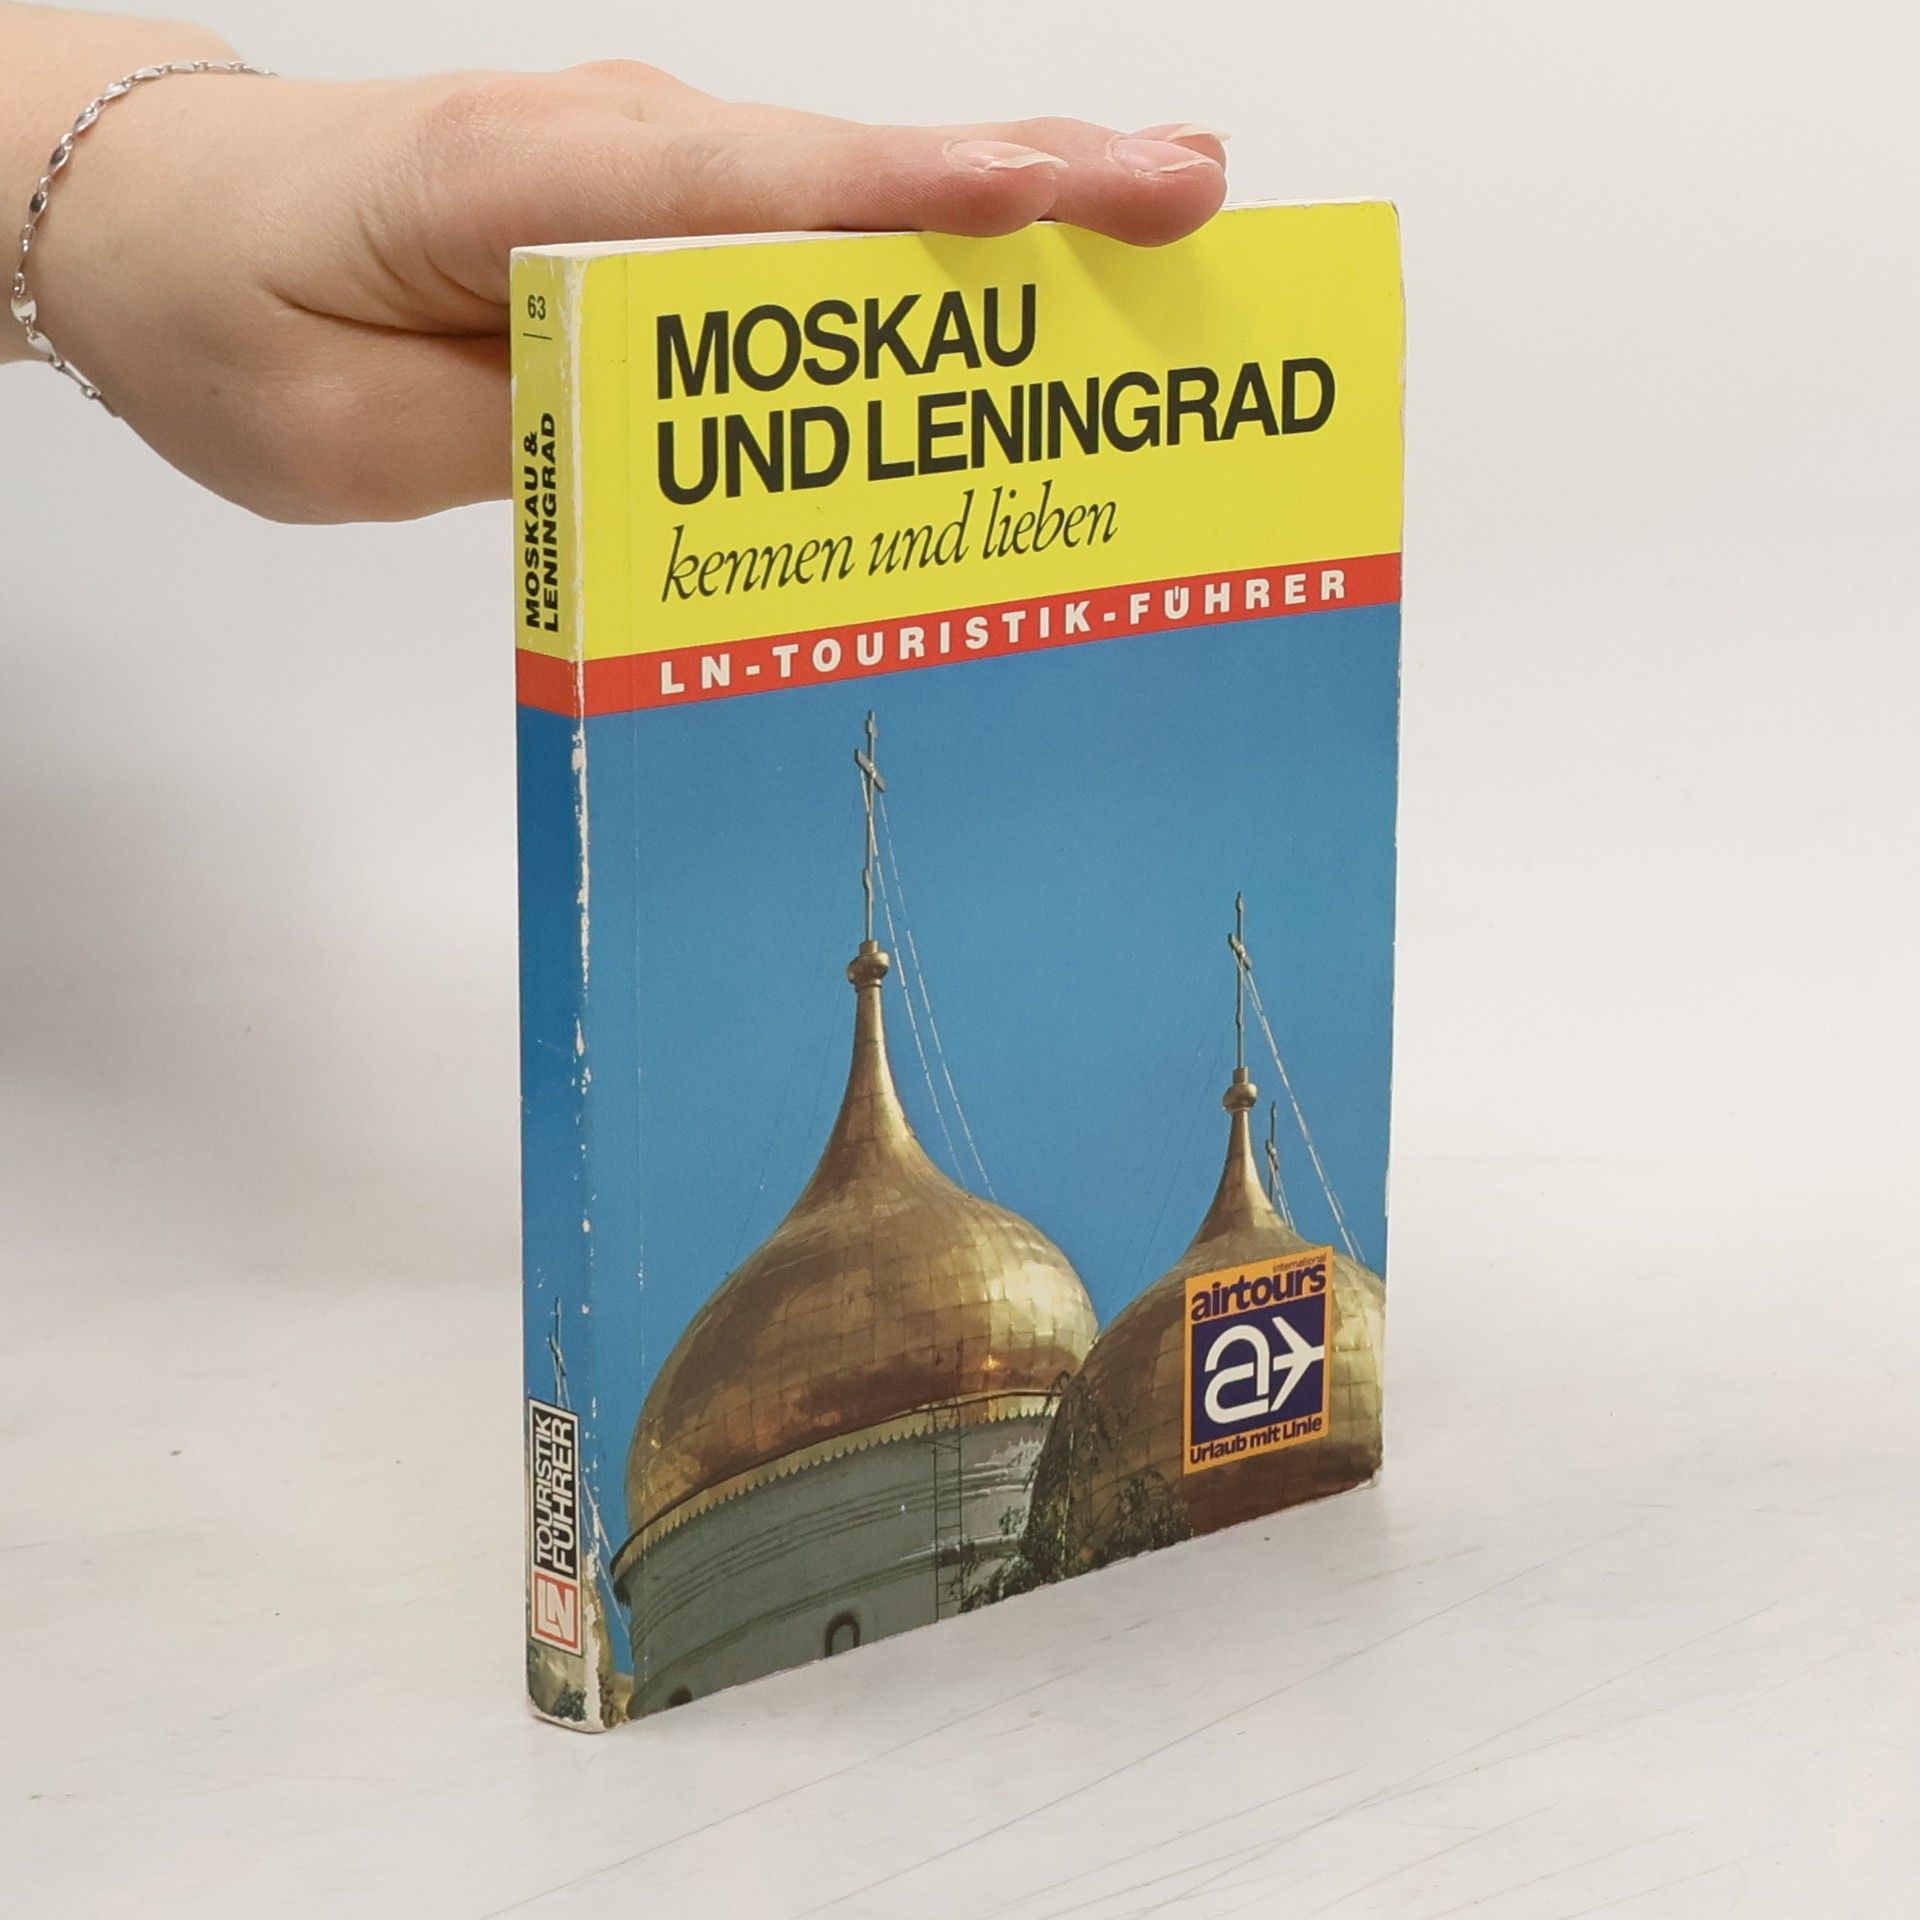 63
MOSKAU &
LENINGRAD
TOURISTIK
FÜHRER
LN
MOSKAU
UND LENINGRAD
kennen und lieben
LN-TOURISTIK-FÜHRER
international
airtours
a
Urlaub mit Linie